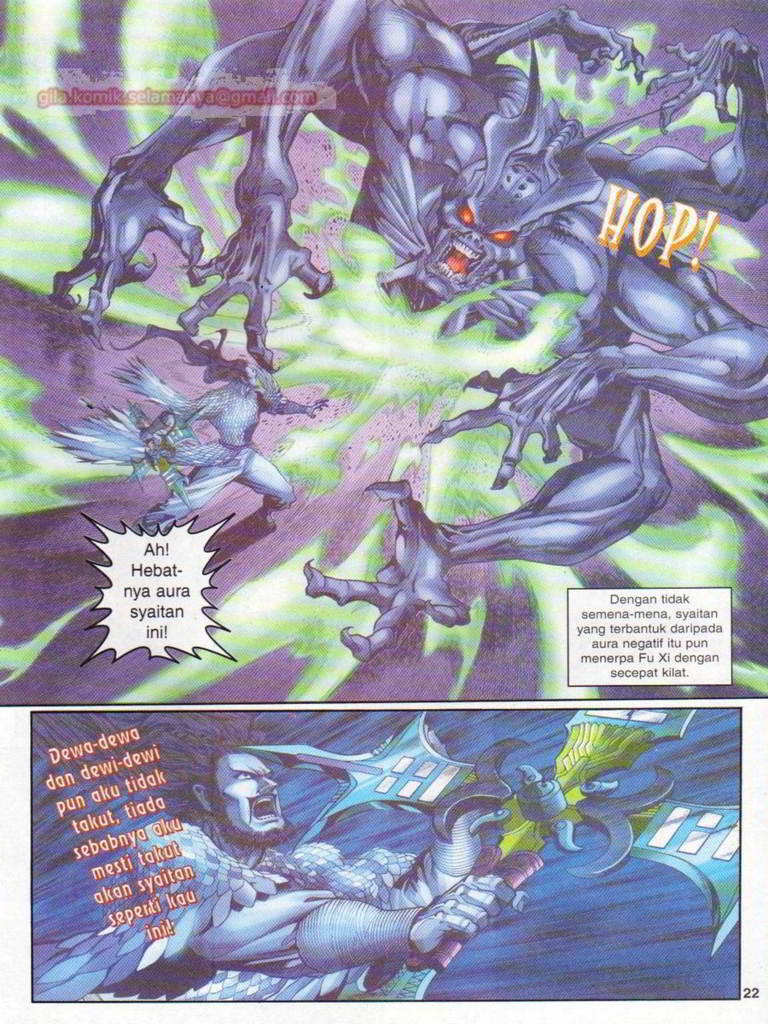 gila.komik.selamanya@gmail.com
HOP!
Ah!
Hebat-
nya aura
syaitan
ini!
Dengan tidak
semena-mena, syaitan
yang terbantuk daripada
aura negatif itu pun
menerpa Fu Xi dengan
secepat kilat.
Dewa-dewa
dan dewi-dewi
pun aku tidak
takut, tiada
sebabnya aku
mesti takut
akan syaitan
seperti kau
ini!
22